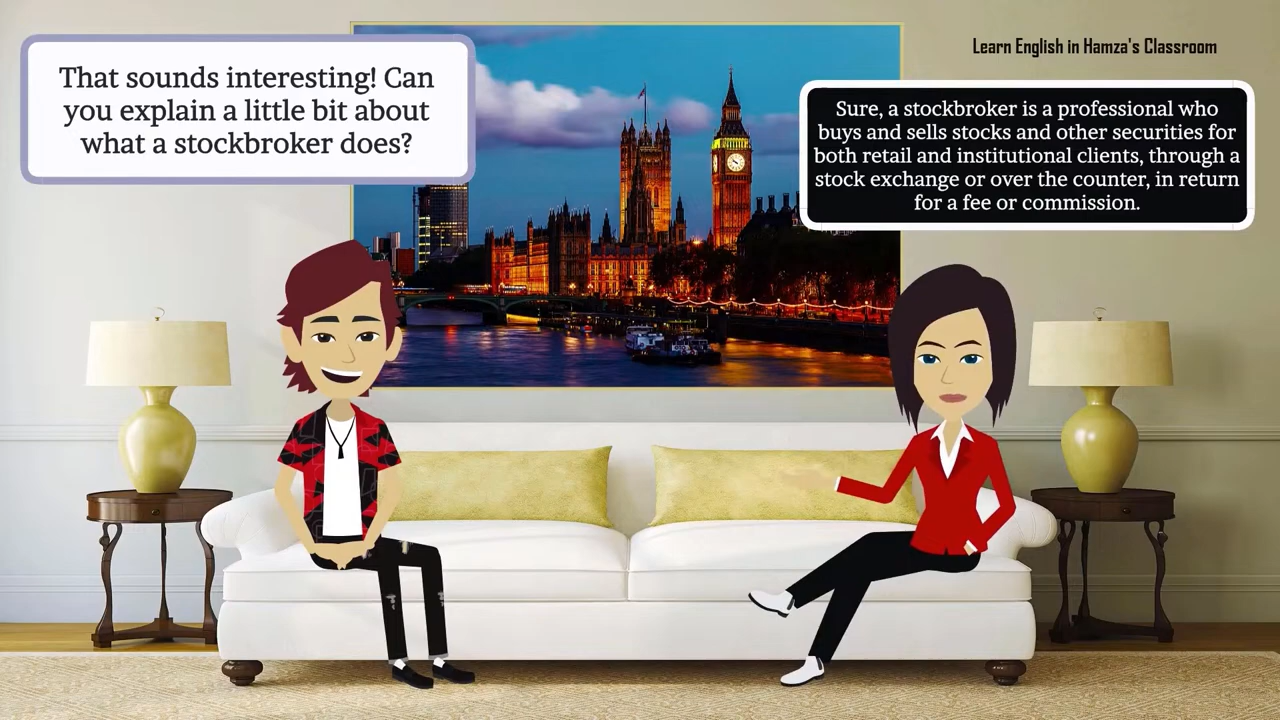 Learn English in Hamza's Classroom
That sounds interesting! Can
you explain a little bit about
what a stockbroker does?
Sure, a stockbroker is a professional who
buys and sells stocks and other securities for
both retail and institutional clients, through a
stock exchange or over the counter, in return
for a fee or commission.